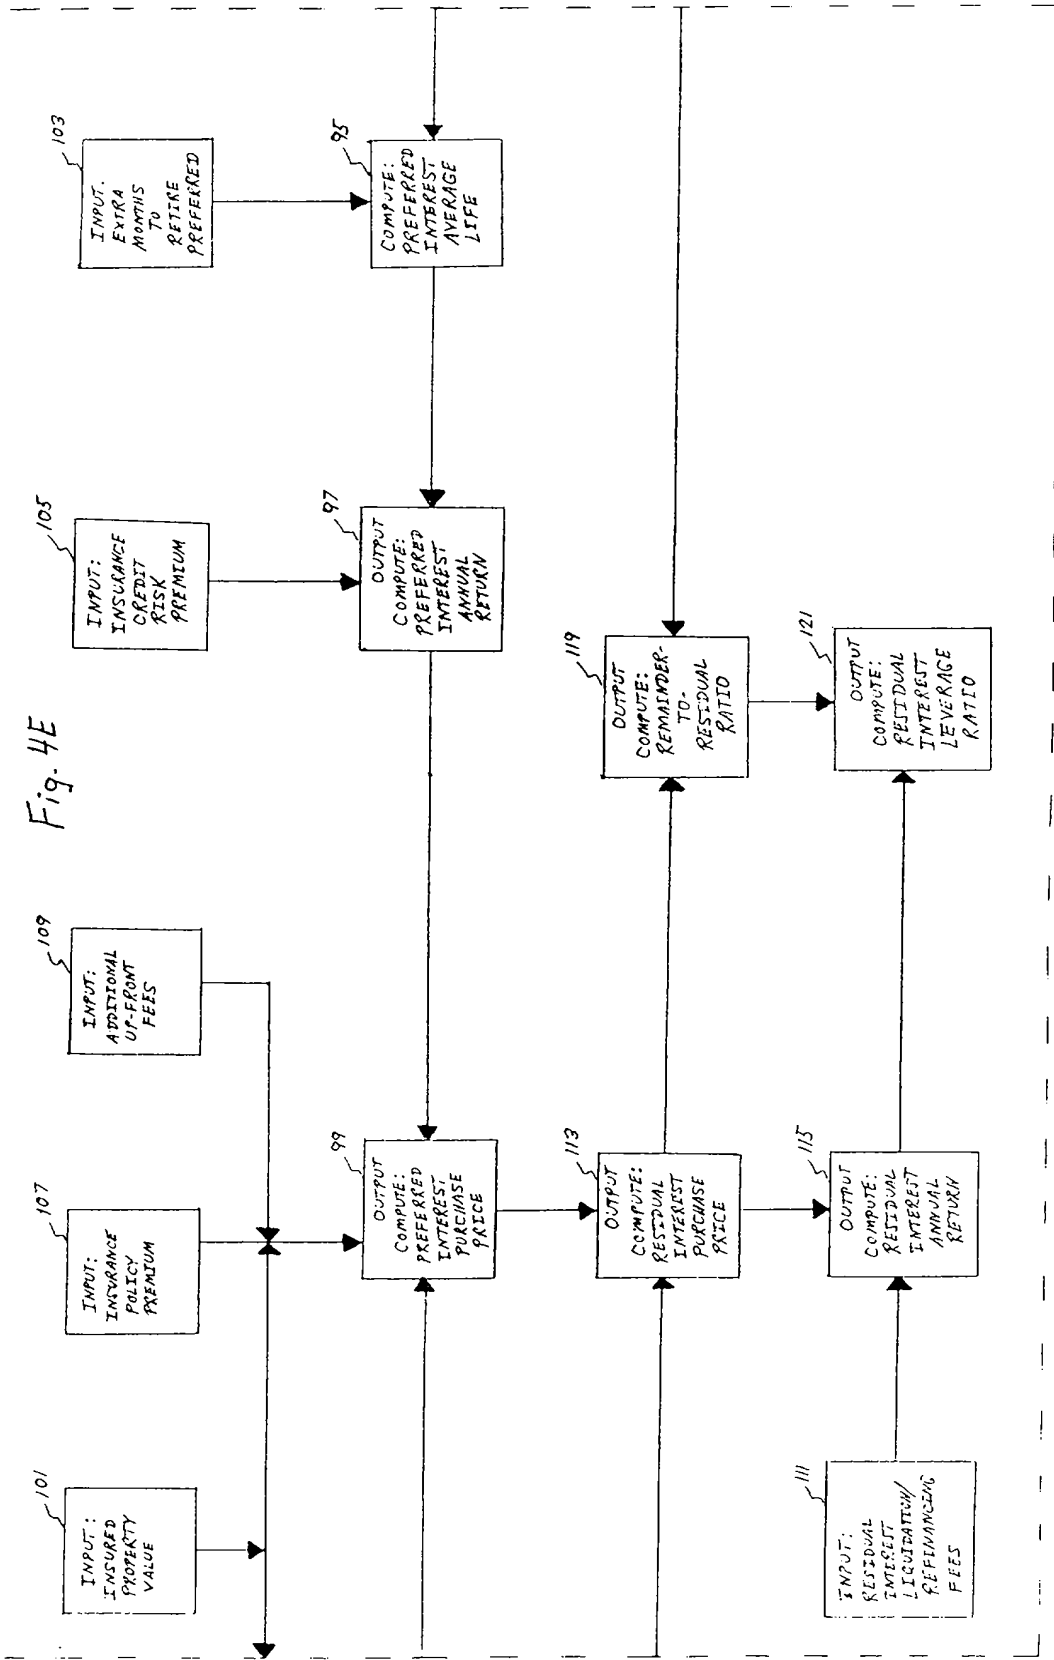 Fig. 4E
101
INPUT:
INSURED
PROPERTY
VALUE
107
INPUT:
INSURANCE
POLICY
PREMIUM
109
INPUT:
ADDITIONAL
UP-FRONT
FEES
105
INPUT:
INSURANCE
CREDIT
RISK
PREMIUM
103
INPUT:
EXTRA
MONTHS
TO
RETIRE
PREFERRED
99
OUTPUT
COMPUTE:
PREFERRED
INTEREST
PURCHASE
PRICE
97
OUTPUT
COMPUTE:
PREFERRED
INTEREST
ANNUAL
RETURN
95
COMPUTE:
PREFERRED
INTEREST
AVERAGE
LIFE
113
OUTPUT
COMPUTE:
RESIDUAL
INTEREST
PURCHASE
PRICE
119
OUTPUT
COMPUTE:
REMAINDER-
TO-
RESIDUAL
RATIO
111
INPUT:
RESIDUAL
INTEREST
LIQUIDATION/
REFINANCING
FEES
115
OUTPUT
COMPUTE:
RESIDUAL
INTEREST
ANNUAL
RETURN
121
OUTPUT
COMPUTE:
RESIDUAL
INTEREST
LEVERAGE
RATIO